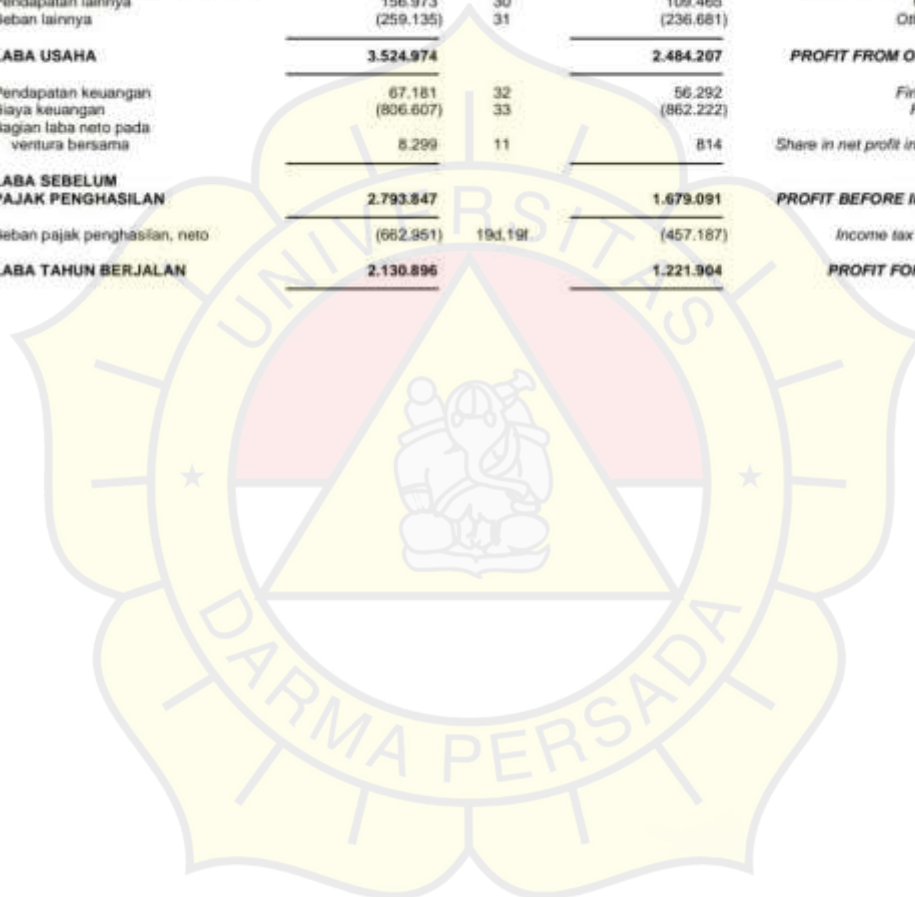 Pendapatan lainnya 156.973 30 109.465
Beban lainnya (259.135) 31 (236.681)
LABA USAHA 3.524.974 2.484.207 PROFIT FROM O
Pendapatan keuangan 67.181 32 56.292 Fin
Biaya keuangan (806.607) 33 (862.222)
Bagian laba neto pada
ventura bersama 8.299 11 814 Share in net profit in
LABA SEBELUM
PAJAK PENGHASILAN 2.793.847 1.679.091 PROFIT BEFORE I
Beban pajak penghasilan, neto (662.951) 19d,19f (457.187) Income tax
LABA TAHUN BERJALAN 2.130.896 1.221.904 PROFIT FO
UNIVERSITAS
DARMA PERSADA